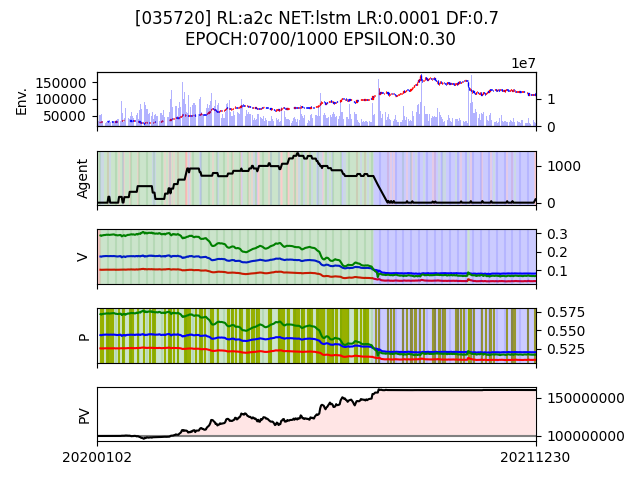 [035720] RL:a2c NET:lstm LR:0.0001 DF:0.7
EPOCH:0700/1000 EPSILON:0.30
1e7
Env.
150000
100000
50000
1
0
Agent
1000
0
V
0.3
0.2
0.1
P
0.575
0.550
0.525
PV
150000000
100000000
20200102
20211230